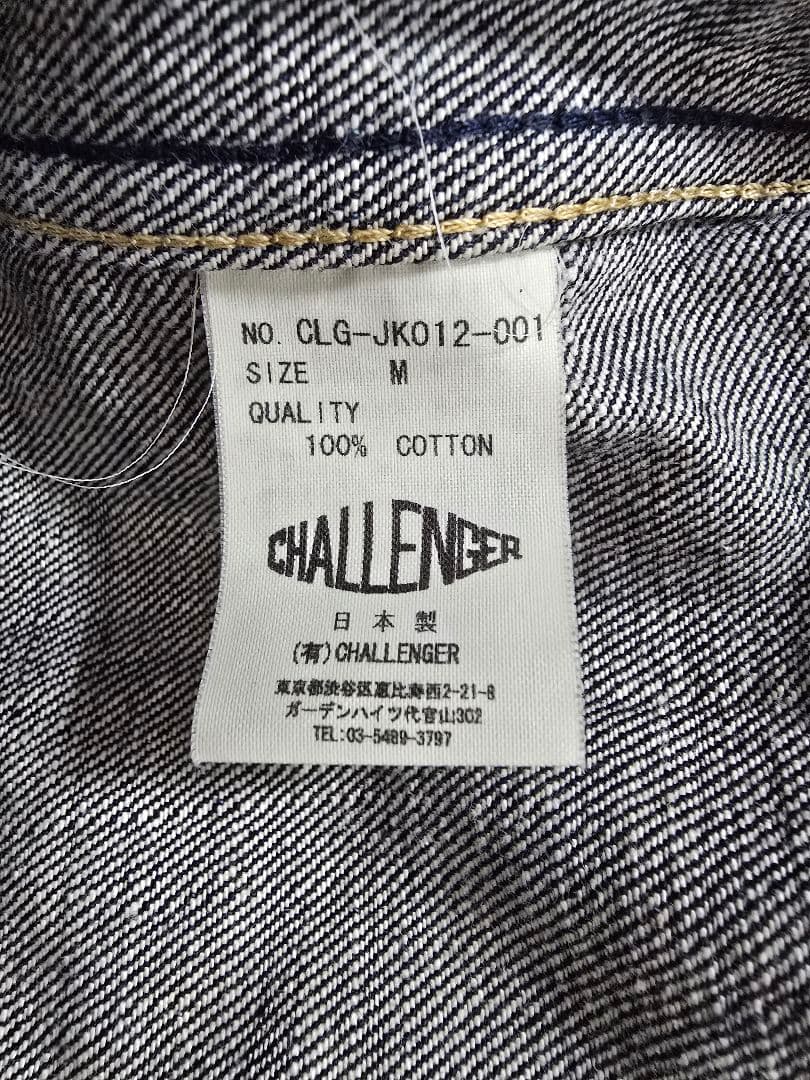 NO. CLG-JK012-001
SIZE M
QUALITY
100% COTTON
CHALLENGER
日本製
(有)CHALLENGER
東京都渋谷区恵比寿西2-21-8
ガーデンハイツ代官山302
TEL:03-5489-3797